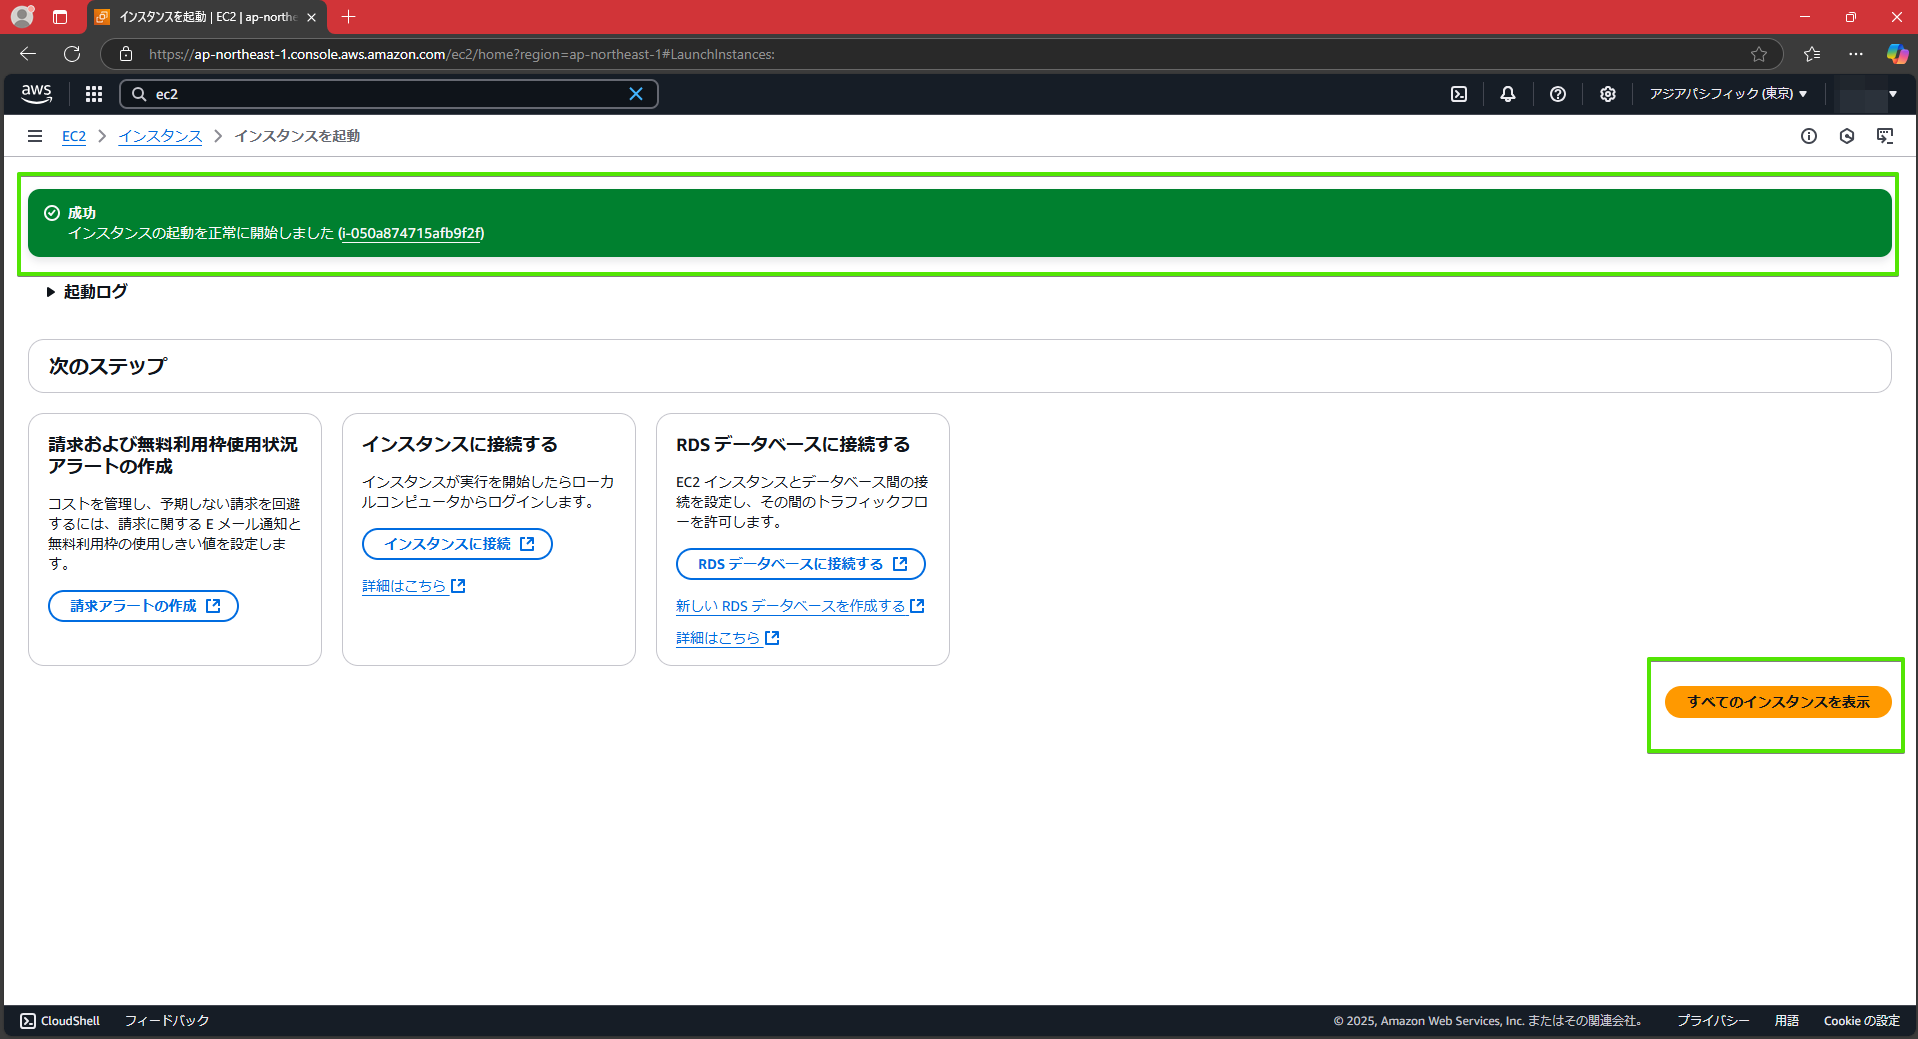 インスタンスを起動 | EC2 | ap-northe
https://ap-northeast-1.console.aws.amazon.com/ec2/home?region=ap-northeast-1#LaunchInstances:
aws
ec2
アジアパシフィック (東京)
EC2
インスタンス
インスタンスを起動
成功
インスタンスの起動を正常に開始しました (i-050a874715afb9f2f)
起動ログ
次のステップ
請求および無料利用枠使用状況
アラートの作成
コストを管理し、予期しない請求を回避
するには、請求に関する E メール通知と
無料利用枠の使用しきい値を設定しま
す。
請求アラートの作成
インスタンスに接続する
インスタンスが実行を開始したらローカ
ルコンピュータからログインします。
インスタンスに接続
詳細はこちら
RDS データベースに接続する
EC2 インスタンスとデータベース間の接
続を設定し、その間のトラフィックフロ
ーを許可します。
RDS データベースに接続する
新しい RDS データベースを作成する
詳細はこちら
すべてのインスタンスを表示
CloudShell
フィードバック
© 2025, Amazon Web Services, Inc. またはその関連会社。
プライバシー
用語
Cookie の設定